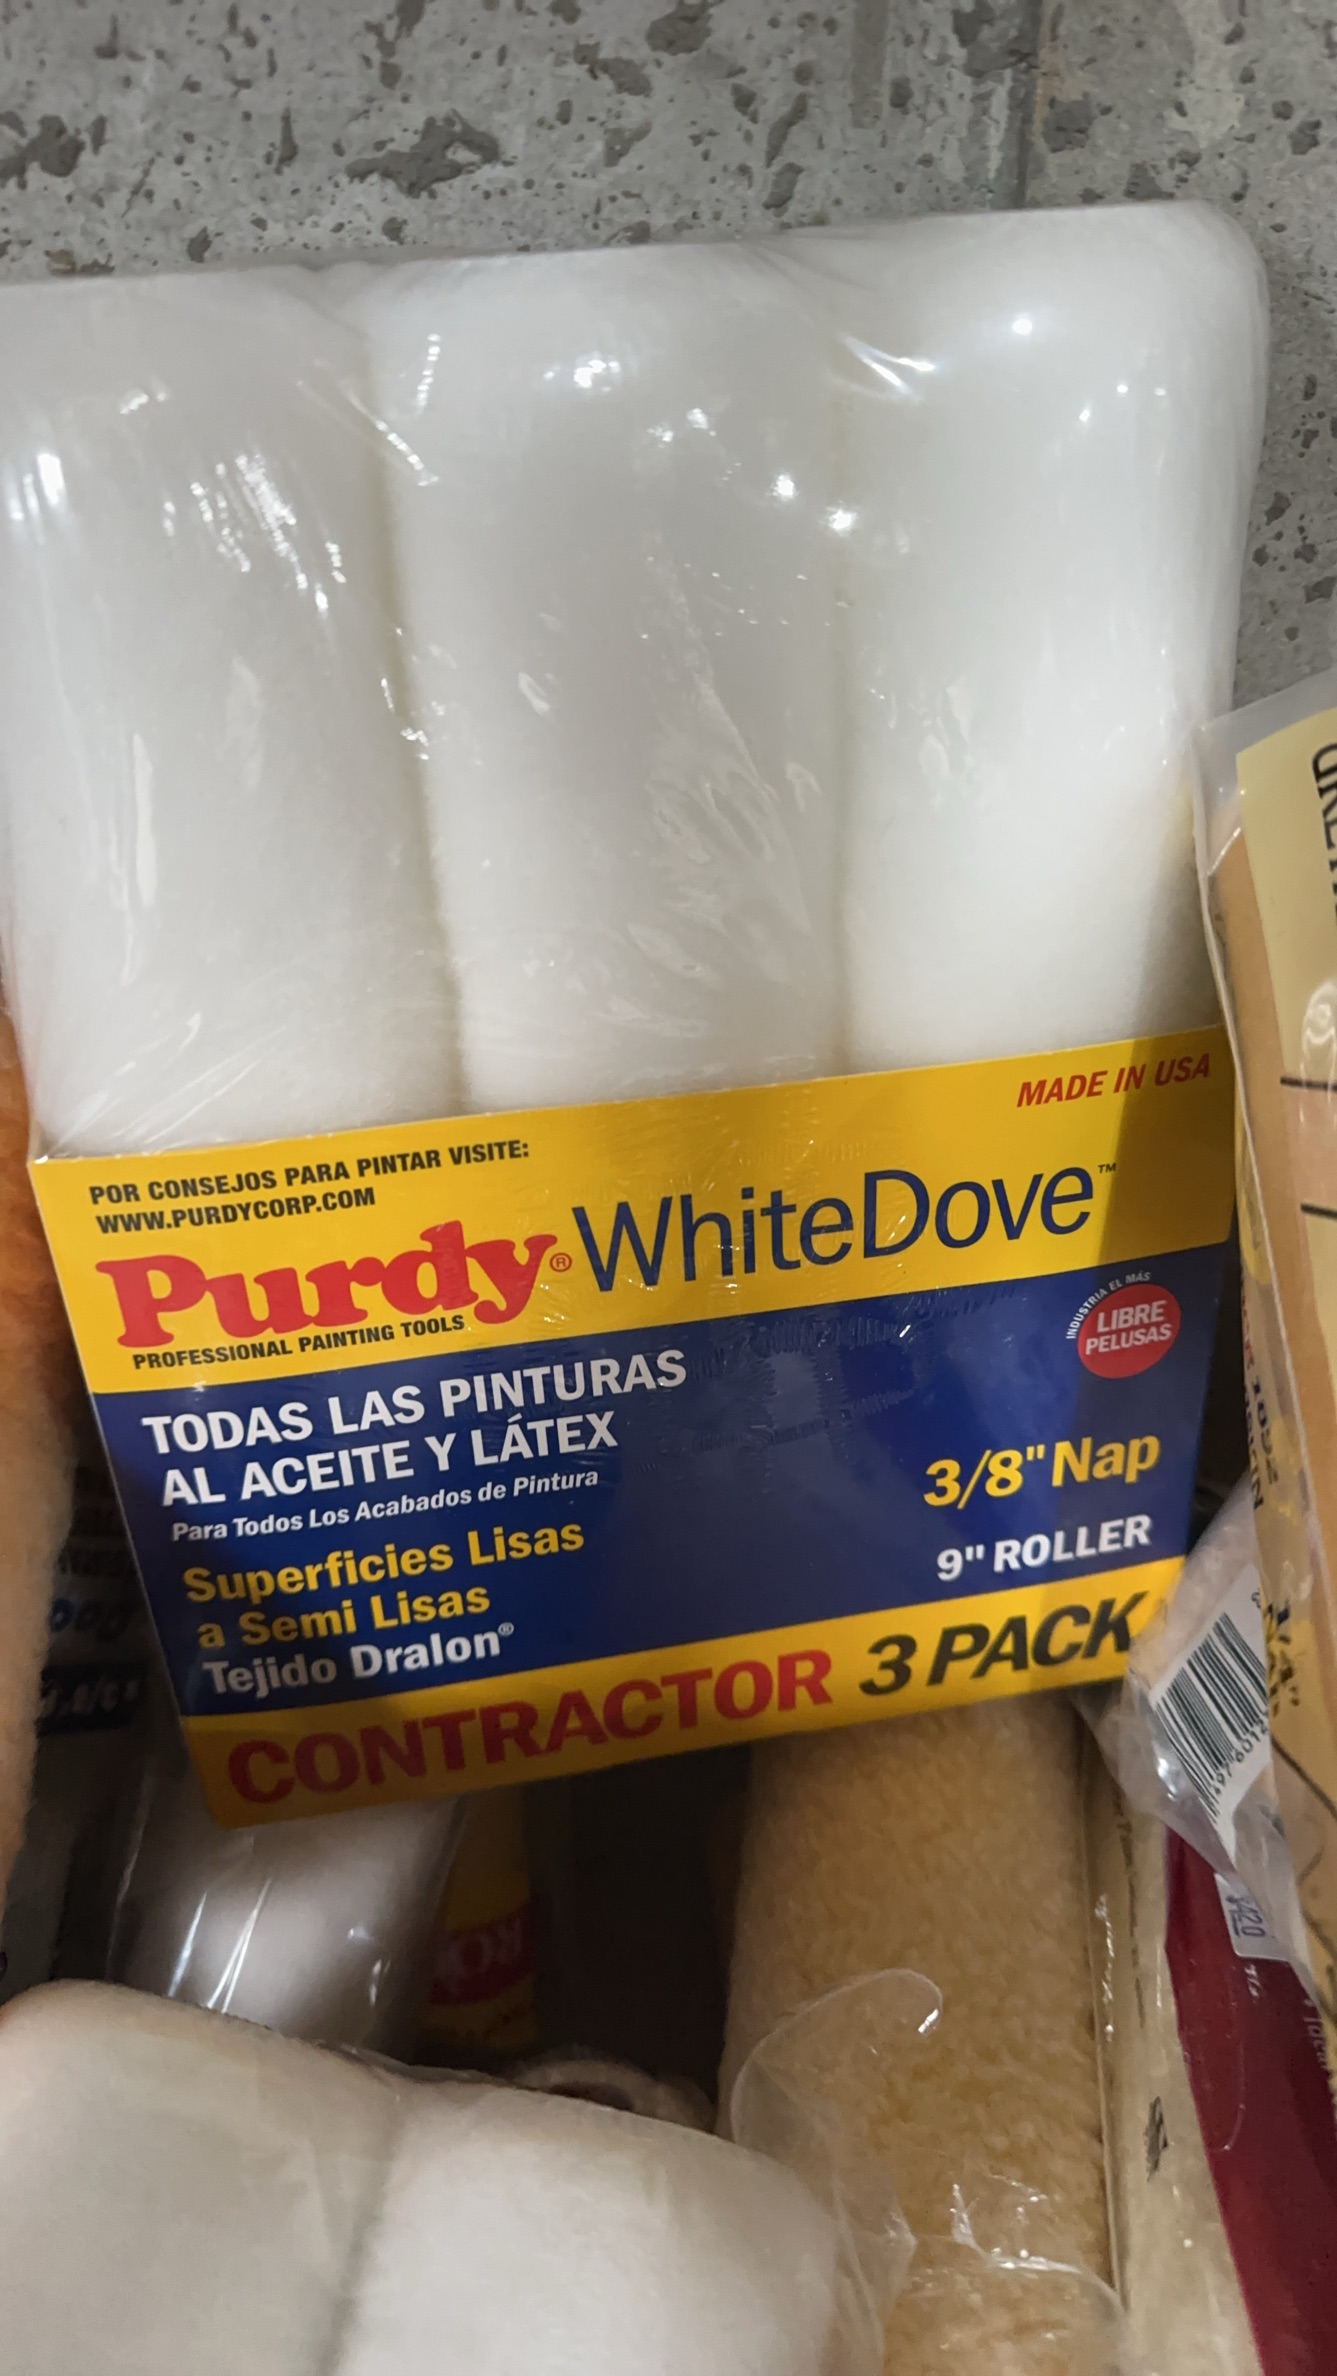 MADE IN USA
POR CONSEJOS PARA PINTAR VISITE:
WWW.PURDYCORP.COM
Purdy® WhiteDove™
PROFESSIONAL PAINTING TOOLS
INDUSTRIA EL MÁS
LIBRE
PELUSAS
TODAS LAS PINTURAS
AL ACEITE Y LÁTEX
Para Todos Los Acabados de Pintura
Superficies Lisas
a Semi Lisas
Tejido Dralon®
3/8" Nap
9" ROLLER
CONTRACTOR 3 PACK